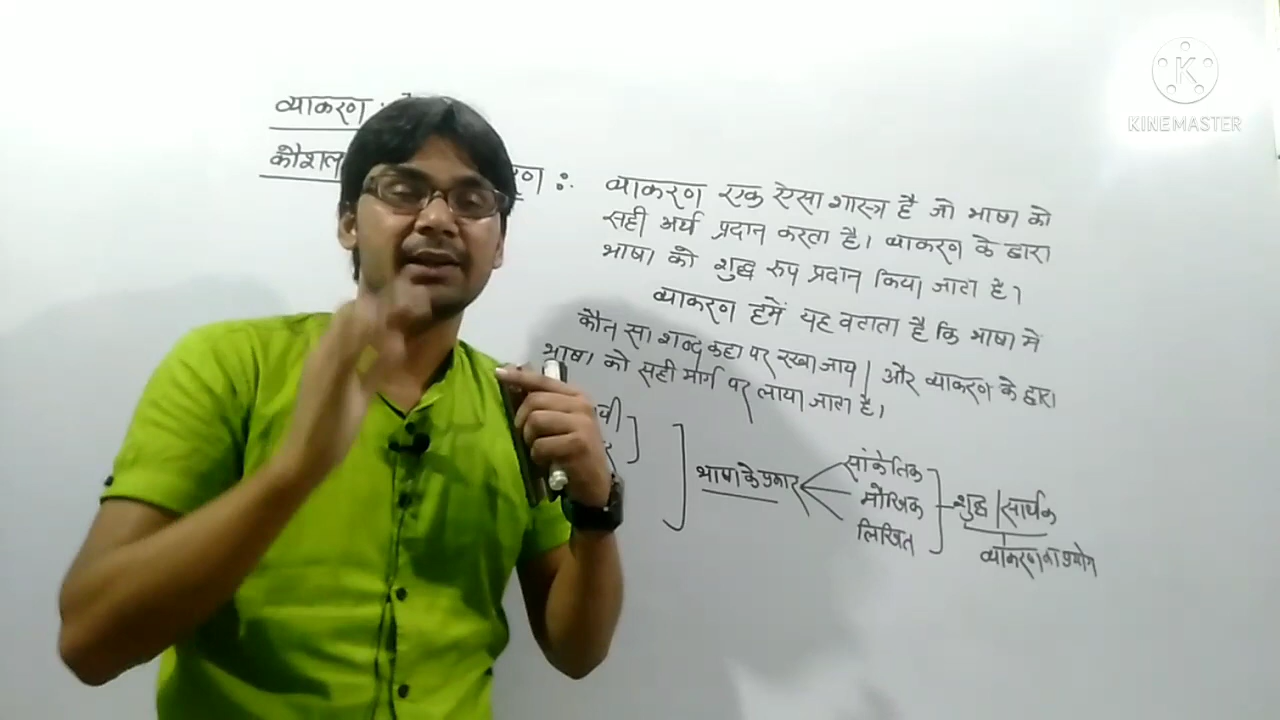 व्याकरण :
KINEMASTER
कौशल
: व्याकरण एक ऐसा शास्त्र है जो भाषा को
सही अर्थ प्रदान करता है। व्याकरण के द्वारा
भाषा को शुद्ध रुप प्रदान किया जाता है।
व्याकरण हमें यह बताता है कि भाषा में
कौन सा शब्द कहा पर रखा जाय। और व्याकरण के द्वारा
भाषा को सही मार्ग पर लाया जाता है।
भाषा के प्रकार
सांकेतिक
मौखिक
लिखित
शुद्ध / सार्थक
व्याकरण का प्रयोग